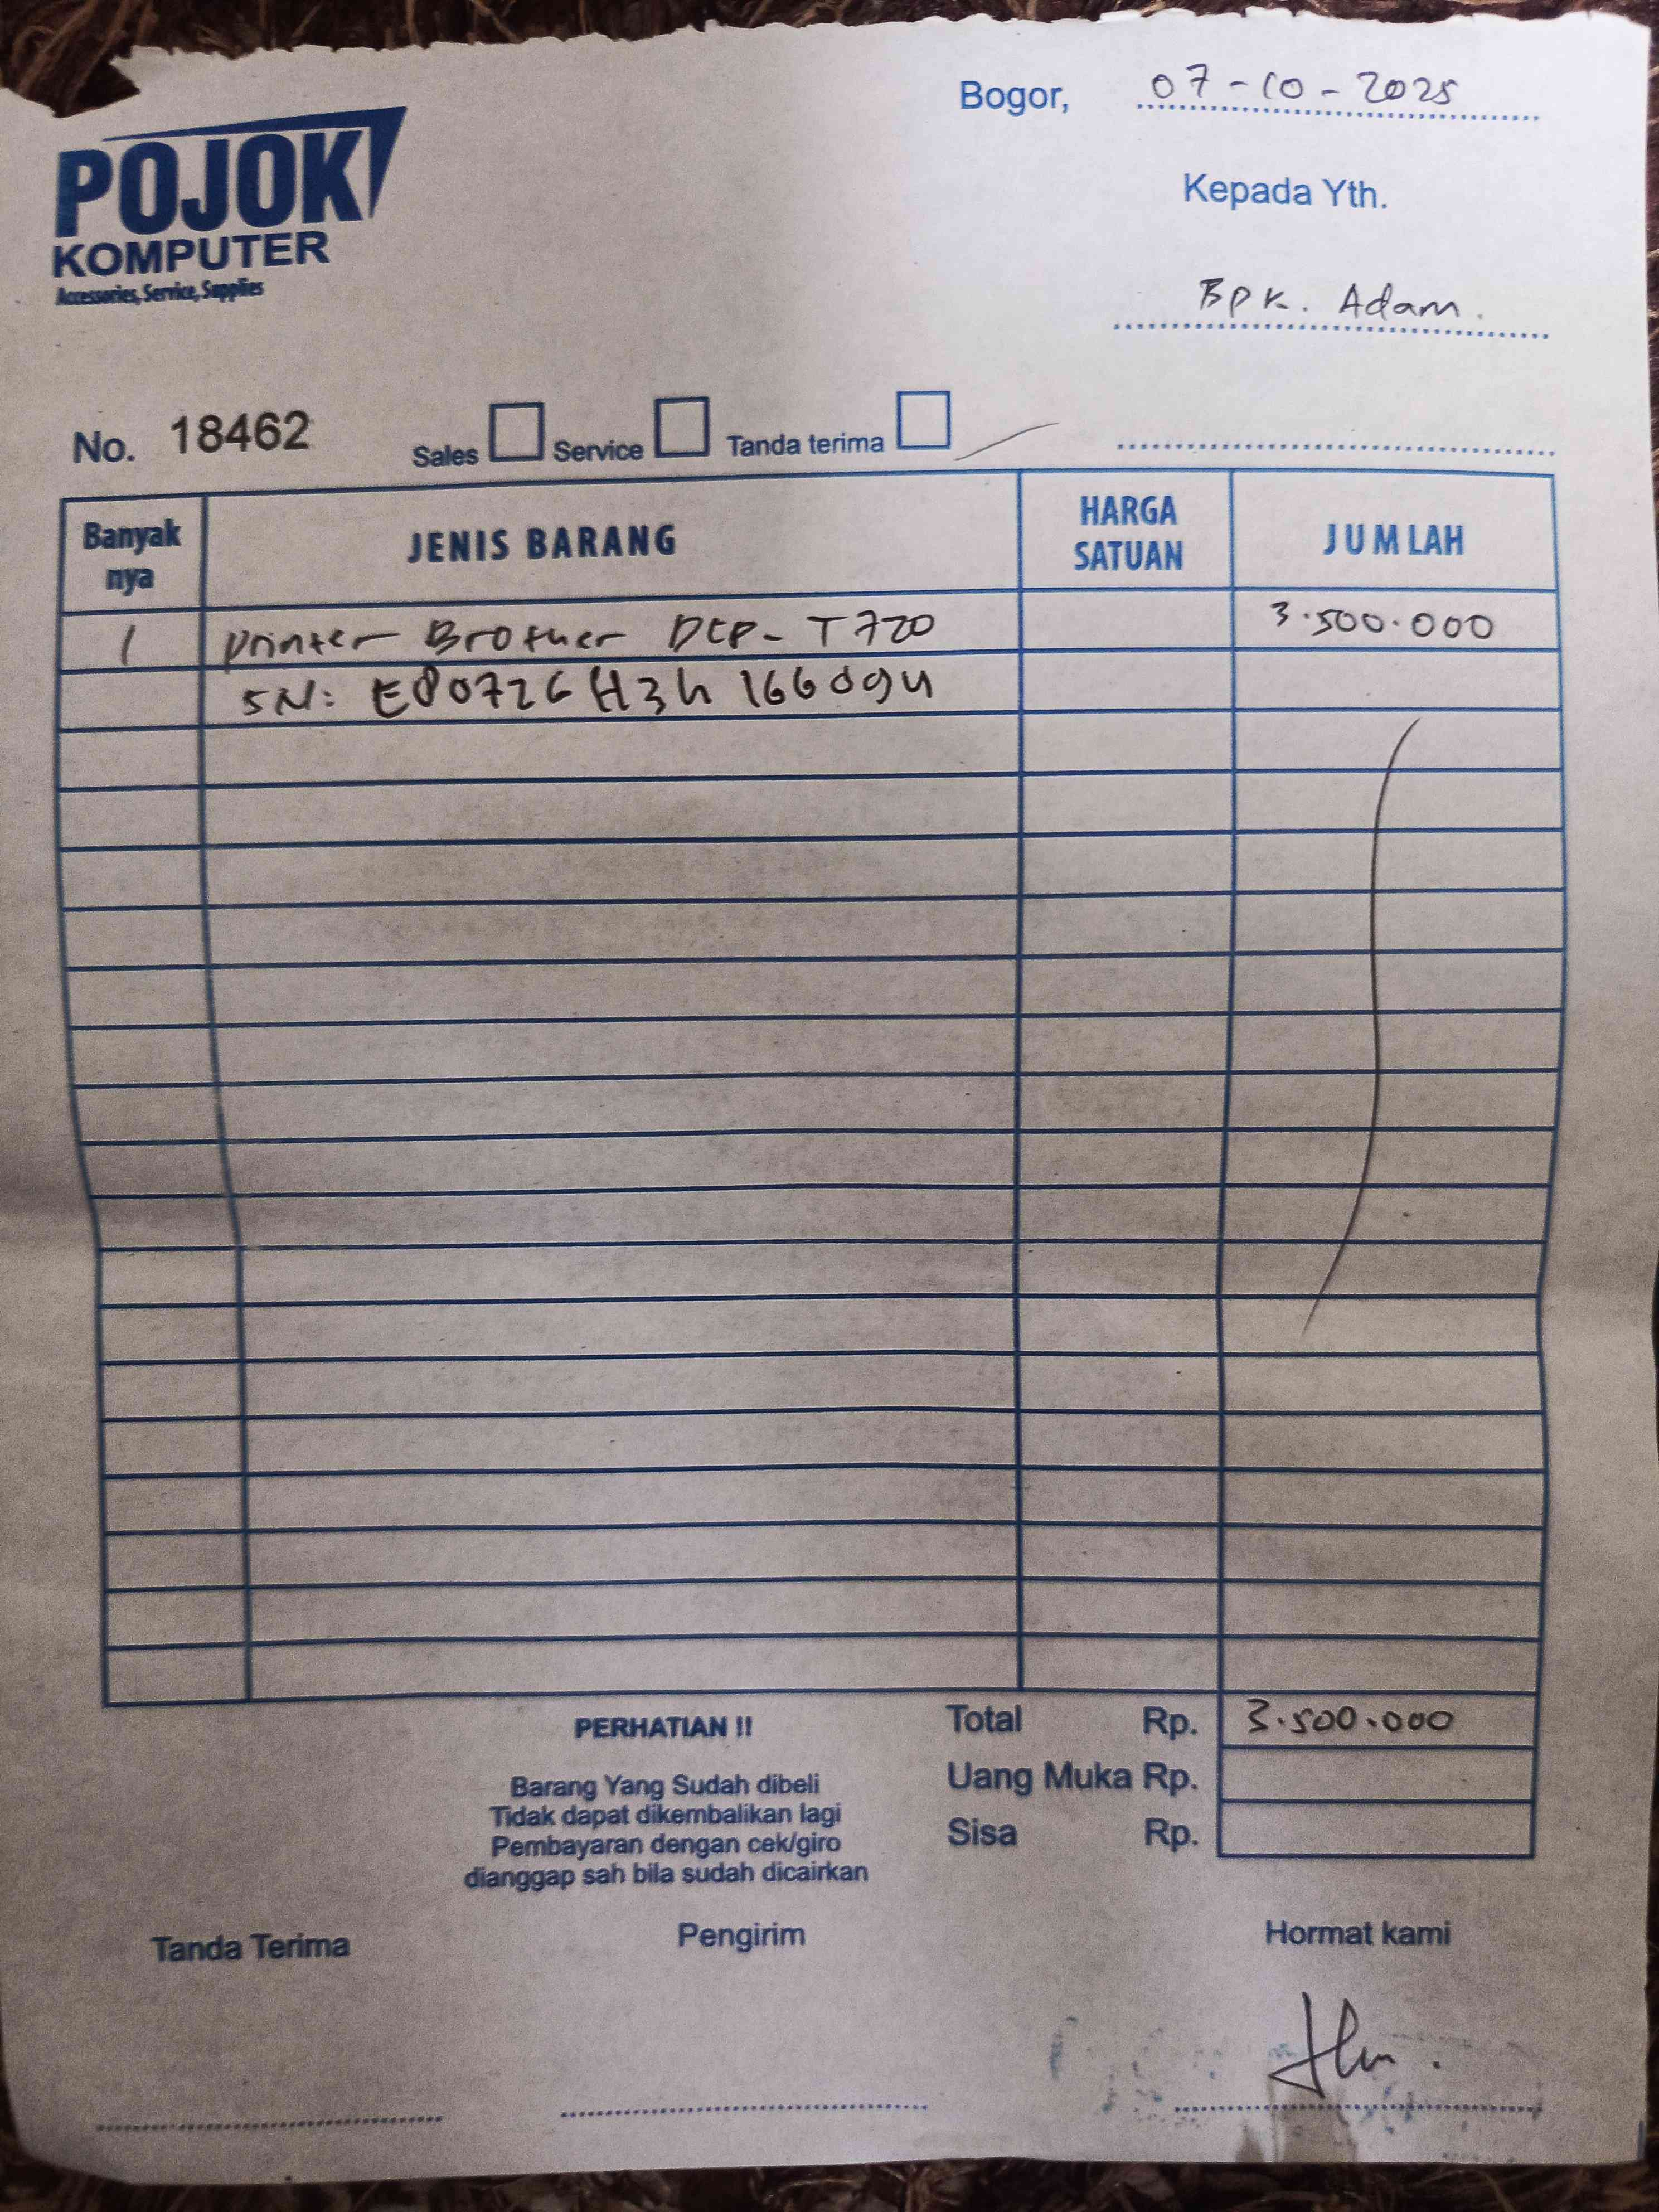 Bogor, 07-10-2025
POJOK
KOMPUTER
Accessories, Service, Supplies
Kepada Yth.
Bpk. Adam.
No. 18462
Sales Service Tanda terima
Banyak nya JENIS BARANG HARGA SATUAN JUMLAH
1 Printer Brother DCP-T720 3.500.000
SN: E80726H3H166094
PERHATIAN !!
Barang Yang Sudah dibeli
Tidak dapat dikembalikan lagi
Pembayaran dengan cek/giro
dianggap sah bila sudah dicairkan
Total Rp. 3.500.000
Uang Muka Rp.
Sisa Rp.
Tanda Terima Pengirim Hormat kami